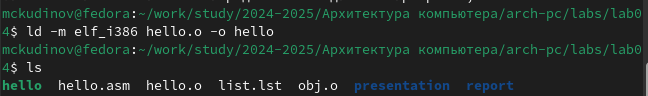 mckudinov@fedora:~/work/study/2024-2025/Архитектура компьютера/arch-pc/labs/lab0
4$ ld -m elf_i386 hello.o -o hello
mckudinov@fedora:~/work/study/2024-2025/Архитектура компьютера/arch-pc/labs/lab0
4$ ls
hello  hello.asm  hello.o  list.lst  obj.o  presentation  report